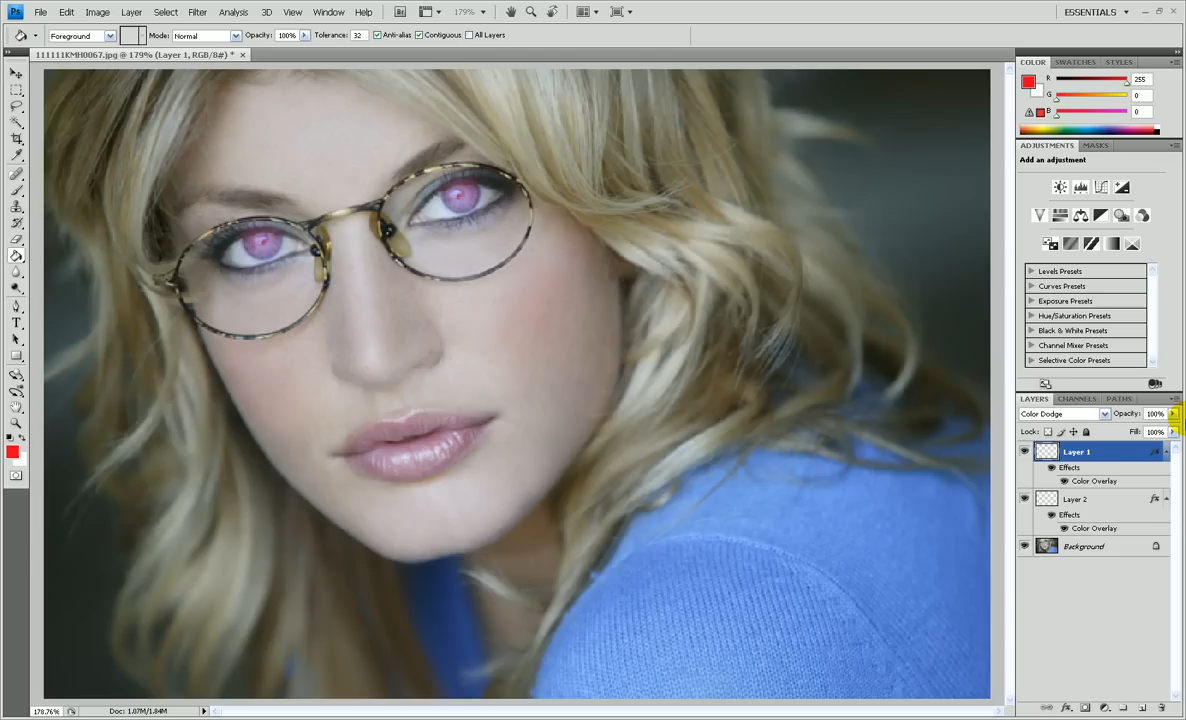 Ps File Edit Image Layer Select Filter Analysis 3D View Window Help 179% ESSENTIALS
Foreground Mode: Normal Opacity: 100% Tolerance: 32 Anti-alias Contiguous All Layers
111111KMH0067.jpg @ 179% (Layer 1, RGB/8#) *
COLOR SWATCHES STYLES
R 255
G 0
B 0
ADJUSTMENTS MASKS
Add an adjustment
Levels Presets
Curves Presets
Exposure Presets
Hue/Saturation Presets
Black & White Presets
Channel Mixer Presets
Selective Color Presets
LAYERS CHANNELS PATHS
Color Dodge Opacity: 100%
Lock: Fill: 100%
Layer 1 fx
Effects
Color Overlay
Layer 2 fx
Effects
Color Overlay
Background
178.76% Doc: 1.07M/1.84M